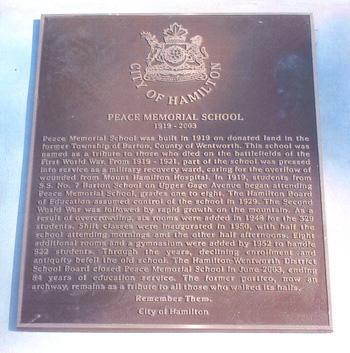 CITY OF HAMILTON
PEACE MEMORIAL SCHOOL
1919 - 2003
Peace Memorial School was built in 1919 on donated land in the
former Township of Barton, County of Wentworth. This school was
named as a tribute to those who died on the battlefields of the
First World War. From 1919 - 1921, part of the school was pressed
into service as a military recovery ward, caring for the overflow of
wounded from Mount Hamilton Hospital. In 1919, students from
S.S. No. 7 Barton School on Upper Gage Avenue began attending
Peace Memorial School, grades one to eight. The Hamilton Board
of Education assumed control of the school in 1929. The Second
World War was followed by rapid growth on the mountain. As a
result of overcrowding, six rooms were added in 1948 for the 529
students. Shift classes were inaugurated in 1950, with half the
school attending mornings and the other half afternoons. Eight
additional rooms and a gymnasium were added by 1952 to handle
922 students. Through the years, declining enrollment and
antiquity befell the old school. The Hamilton-Wentworth District
School Board closed Peace Memorial School in June 2003, ending
84 years of education service. The former portico, now an
archway, remains as a tribute to all those who walked its halls.
Remember Them.
City of Hamilton